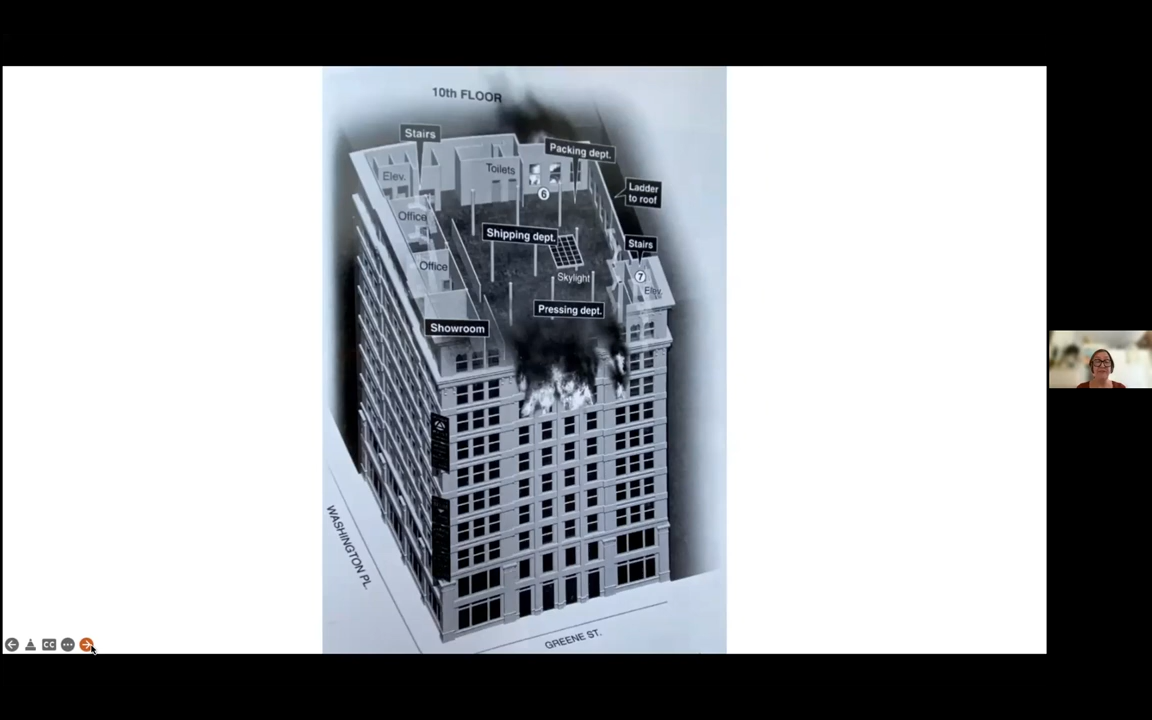 10th FLOOR
Stairs
Packing dept.
Toilets
Elev.
Ladder
to roof
6
Office
Shipping dept.
Stairs
Office
Skylight
7
Elev.
Pressing dept.
Showroom
WASHINGTON PL.
GREENE ST.
CC